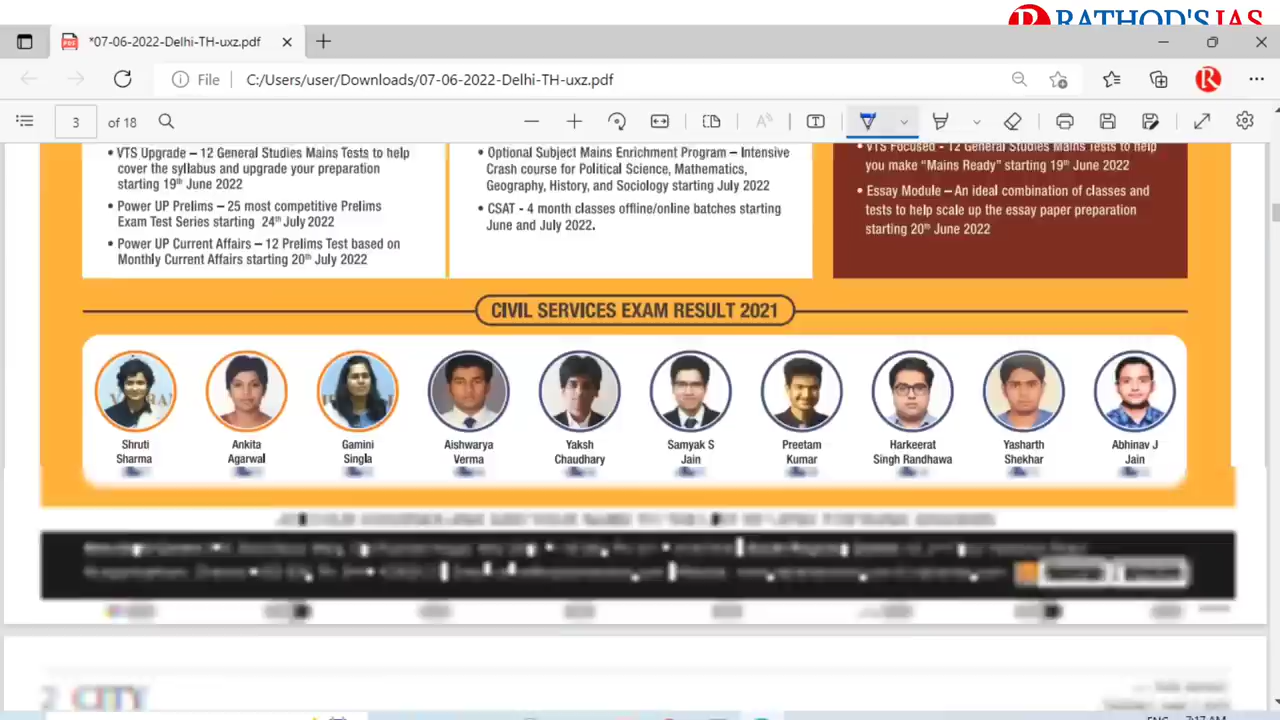 RATHOD'S IAS
*07-06-2022-Delhi-TH-uxz.pdf
File
C:/Users/user/Downloads/07-06-2022-Delhi-TH-uxz.pdf
3 of 18
• VTS Upgrade – 12 General Studies Mains Tests to help
cover the syllabus and upgrade your preparation
starting 19th June 2022
• Power UP Prelims – 25 most competitive Prelims
Exam Test Series starting 24th July 2022
• Power UP Current Affairs – 12 Prelims Test based on
Monthly Current Affairs starting 20th July 2022
• Optional Subject Mains Enrichment Program – Intensive
Crash course for Political Science, Mathematics,
Geography, History, and Sociology starting July 2022
• CSAT - 4 month classes offline/online batches starting
June and July 2022.
• VTS Focused - 12 General Studies Mains Tests to help
you make “Mains Ready” starting 19th June 2022
• Essay Module – An ideal combination of classes and
tests to help scale up the essay paper preparation
starting 20th June 2022
CIVIL SERVICES EXAM RESULT 2021
Shruti
Sharma
Ankita
Agarwal
Gamini
Singla
Aishwarya
Verma
Yaksh
Chaudhary
Samyak S
Jain
Preetam
Kumar
Harkeerat
Singh Randhawa
Yasharth
Shekhar
Abhinav J
Jain
2 CITY
ENG 7:17 AM